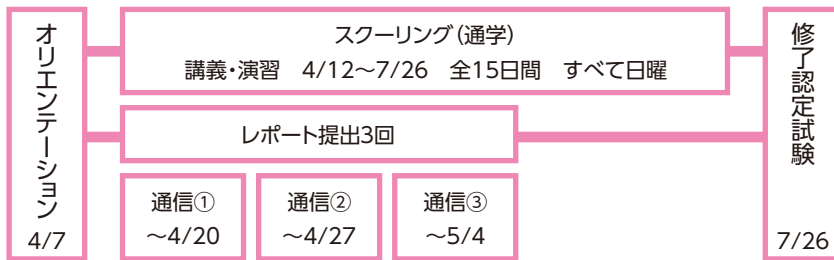 オリエンテーション
4/7
スクーリング(通学)
講義・演習 4/12〜7/26 全15日間 すべて日曜
レポート提出3回
通信①
〜4/20
通信②
〜4/27
通信③
〜5/4
修了認定試験
7/26